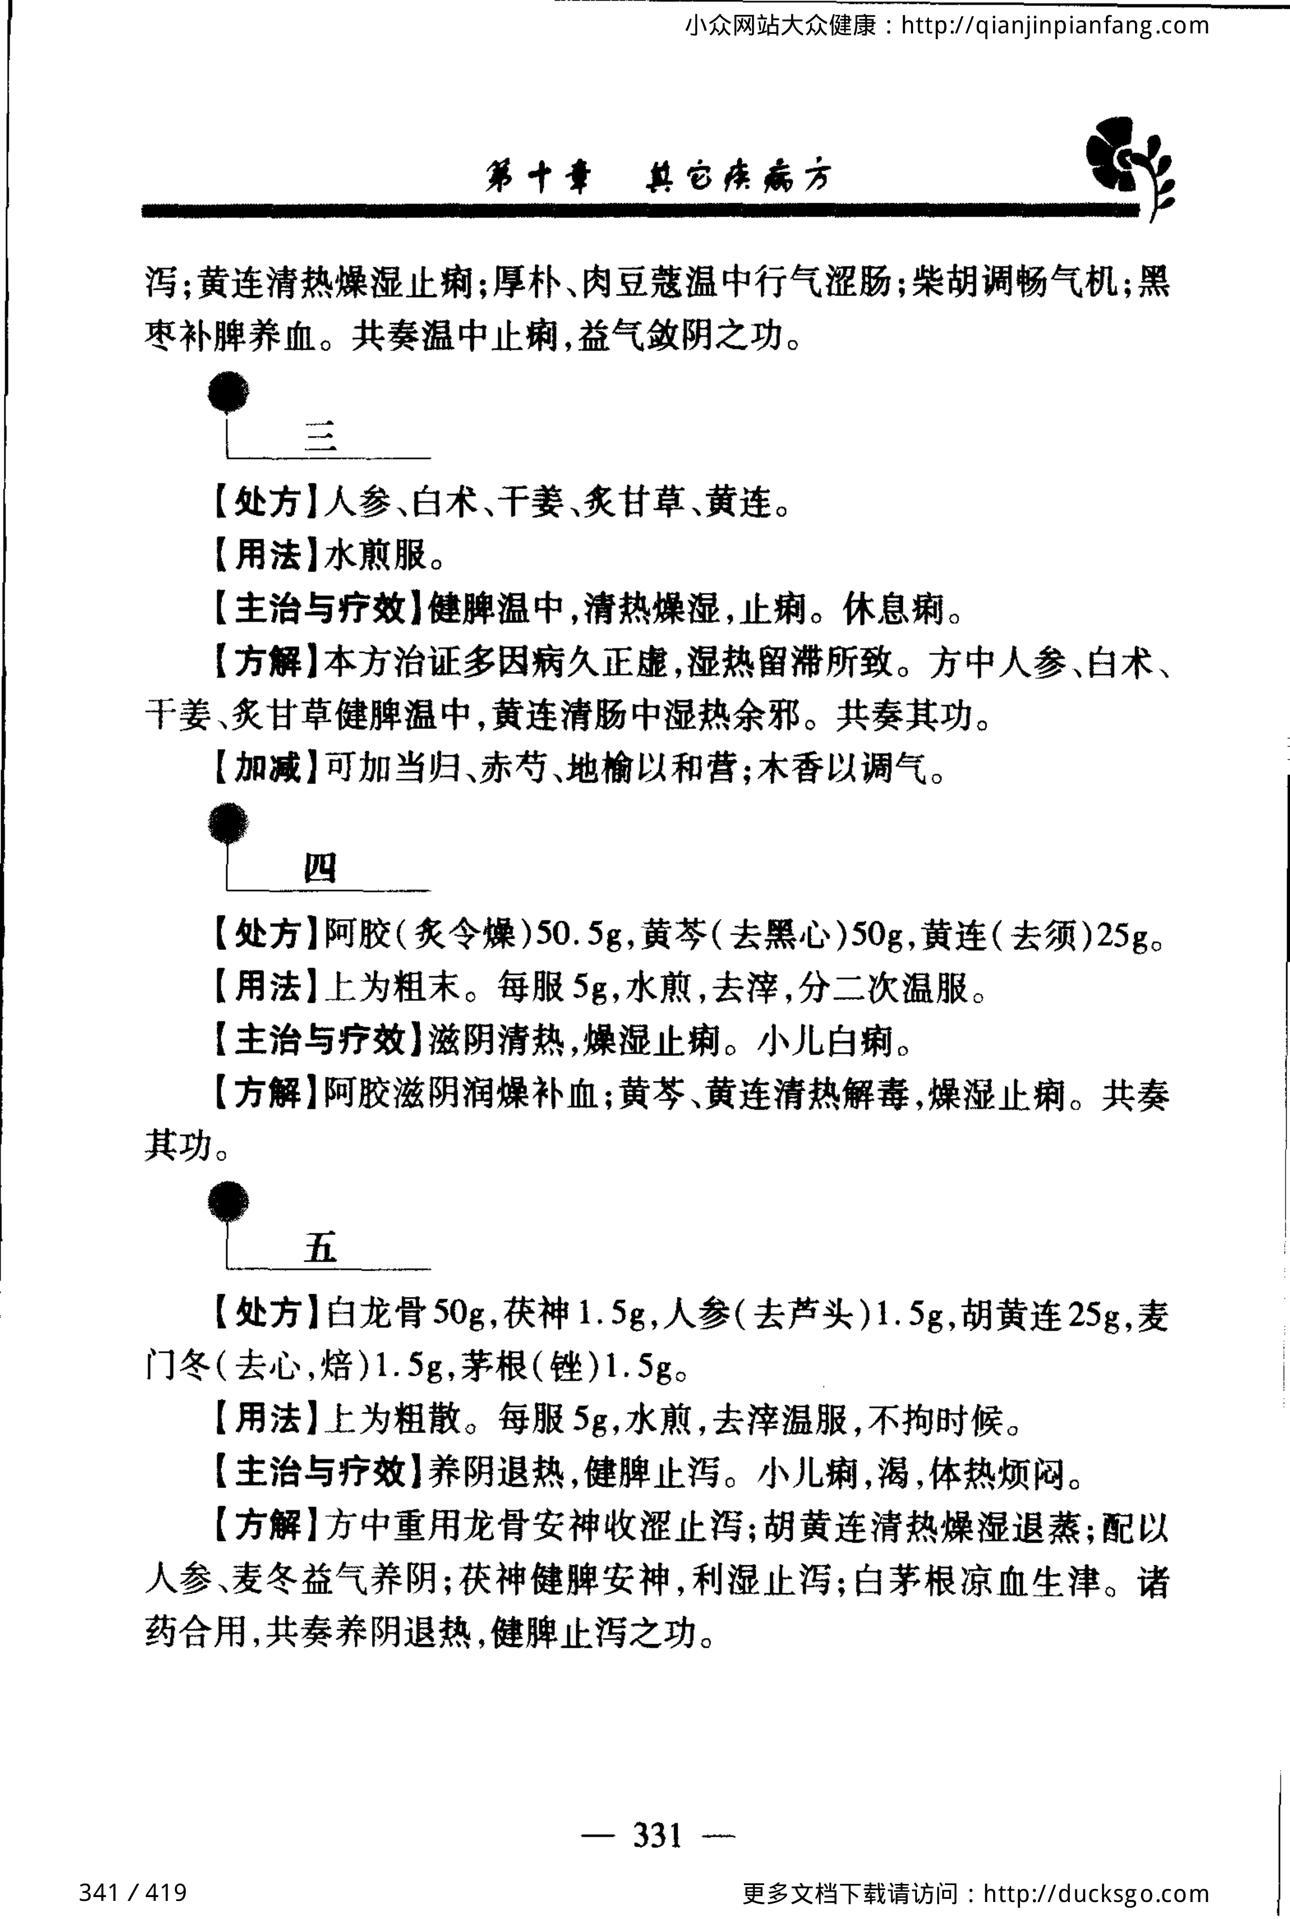 小众网站大众健康：http://qianjinpianfang.com
第十章 其它疾病方
泻;黄连清热燥湿止痢;厚朴、肉豆蔻温中行气涩肠;柴胡调畅气机;黑
枣补脾养血。共奏温中止痢,益气敛阴之功。
三
【处方】人参、白术、干姜、炙甘草、黄连。
【用法】水煎服。
【主治与疗效】健脾温中,清热燥湿,止痢。休息痢。
【方解】本方治证多因病久正虚,湿热留滞所致。方中人参、白术、
干姜、炙甘草健脾温中,黄连清肠中湿热余邪。共奏其功。
【加减】可加当归、赤芍、地榆以和营;木香以调气。
四
【处方】阿胶(炙令燥)50.5g,黄芩(去黑心)50g,黄连(去须)25g。
【用法】上为粗末。每服5g,水煎,去滓,分二次温服。
【主治与疗效】滋阴清热,燥湿止痢。小儿白痢。
【方解】阿胶滋阴润燥补血;黄芩、黄连清热解毒,燥湿止痢。共奏
其功。
五
【处方】白龙骨50g,茯神1.5g,人参(去芦头)1.5g,胡黄连25g,麦
门冬(去心,焙)1.5g,茅根(锉)1.5g。
【用法】上为粗散。每服5g,水煎,去滓温服,不拘时候。
【主治与疗效】养阴退热,健脾止泻。小儿痢,渴,体热烦闷。
【方解】方中重用龙骨安神收涩止泻;胡黄连清热燥湿退蒸;配以
人参、麦冬益气养阴;茯神健脾安神,利湿止泻;白茅根凉血生津。诸
药合用,共奏养阴退热,健脾止泻之功。
— 331 —
341 / 419
更多文档下载请访问：http://ducksgo.com